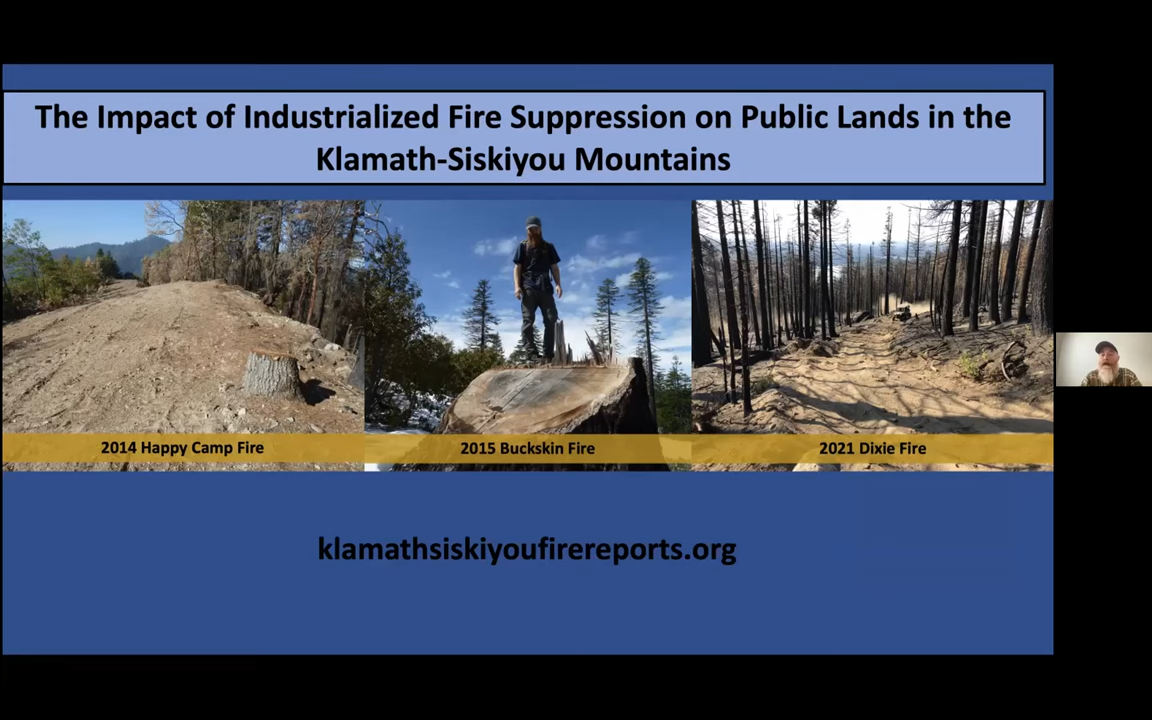 The Impact of Industrialized Fire Suppression on Public Lands in the
Klamath-Siskiyou Mountains
2014 Happy Camp Fire
2015 Buckskin Fire
2021 Dixie Fire
klamathsiskiyoufirereports.org